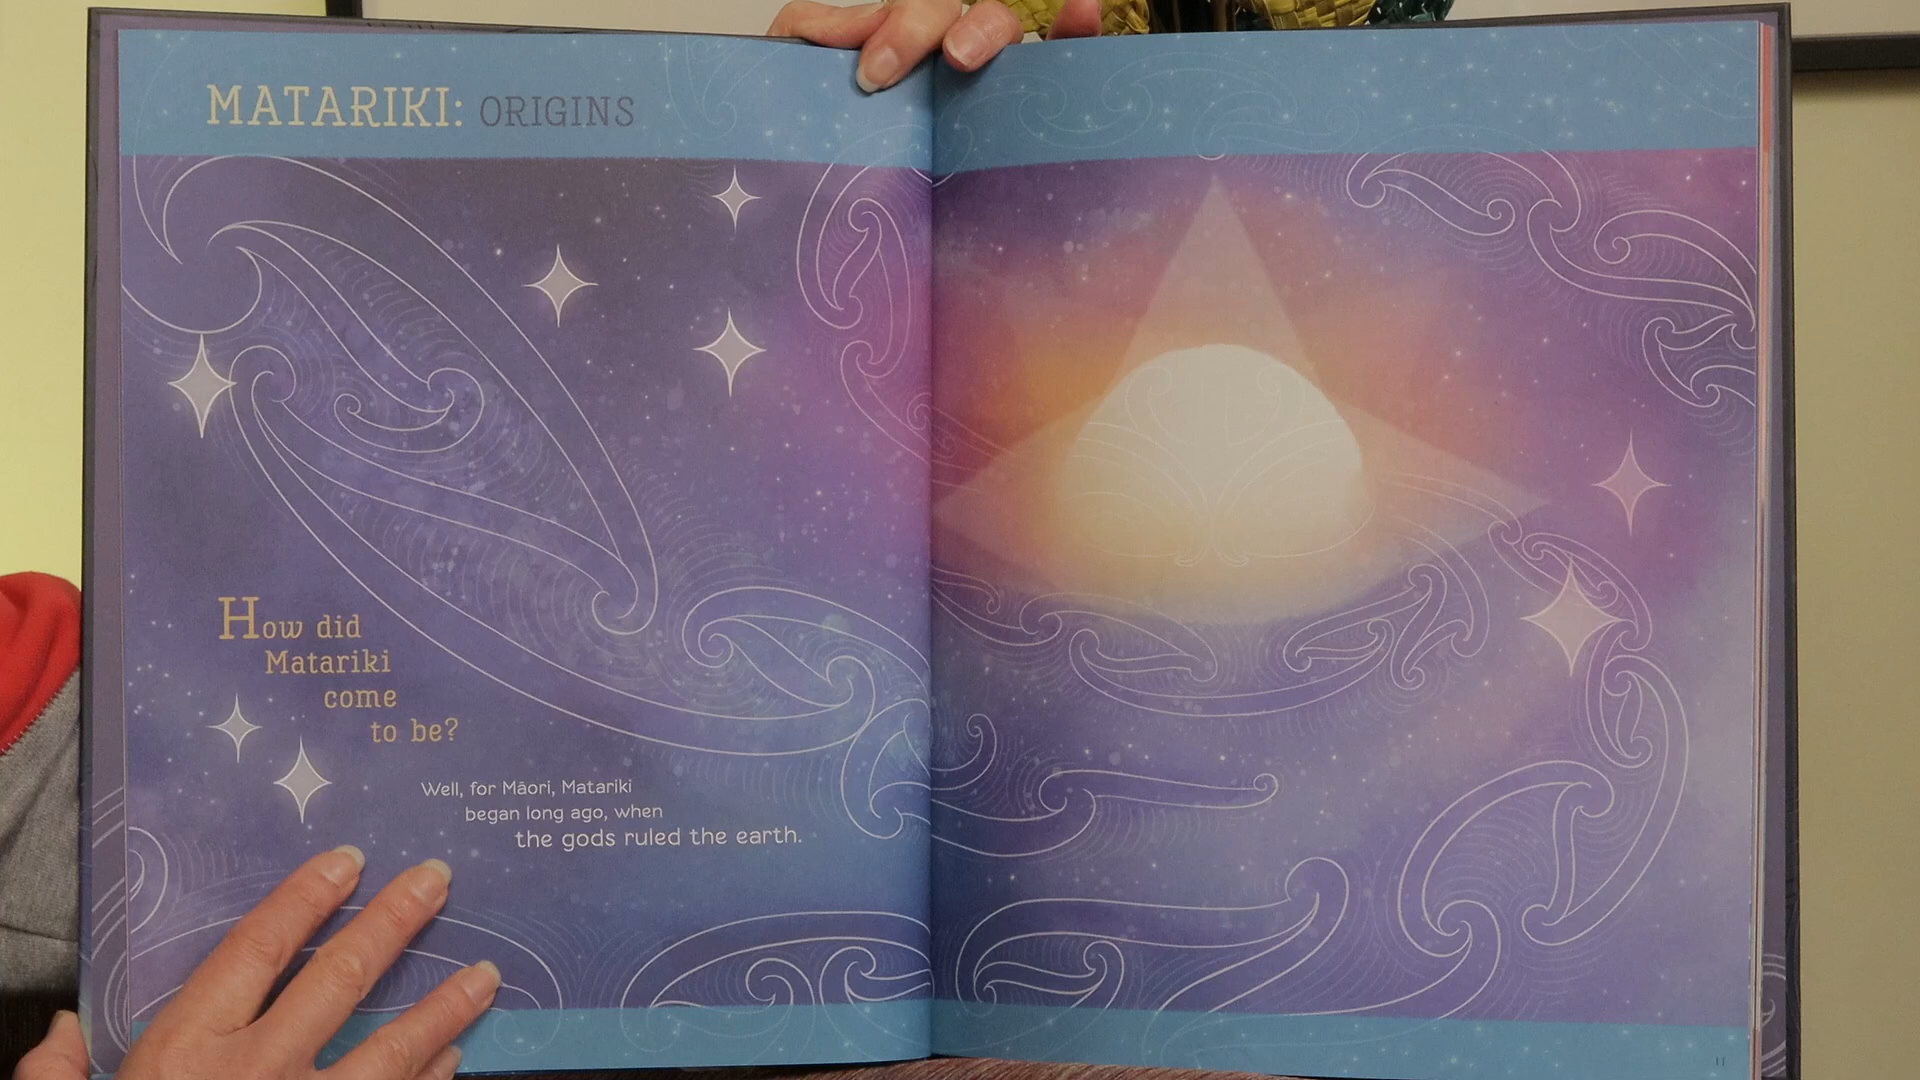 MATARIKI: ORIGINS
How did
Matariki
come
to be?
Well, for Māori, Matariki
began long ago, when
the gods ruled the earth.
11